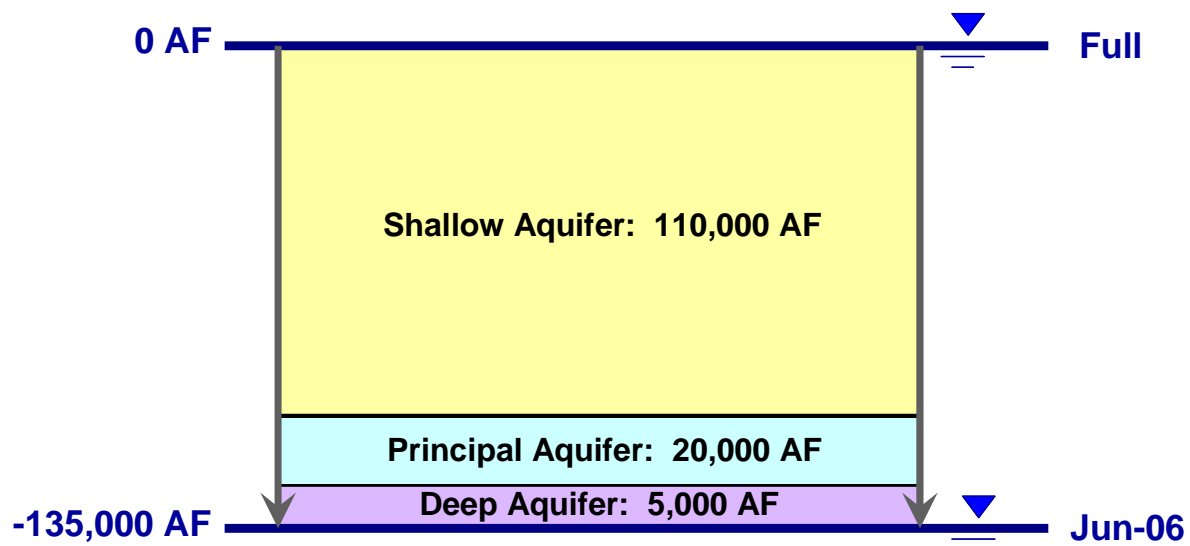 0 AF
Full
Shallow Aquifer: 110,000 AF
Principal Aquifer: 20,000 AF
Deep Aquifer: 5,000 AF
-135,000 AF
Jun-06